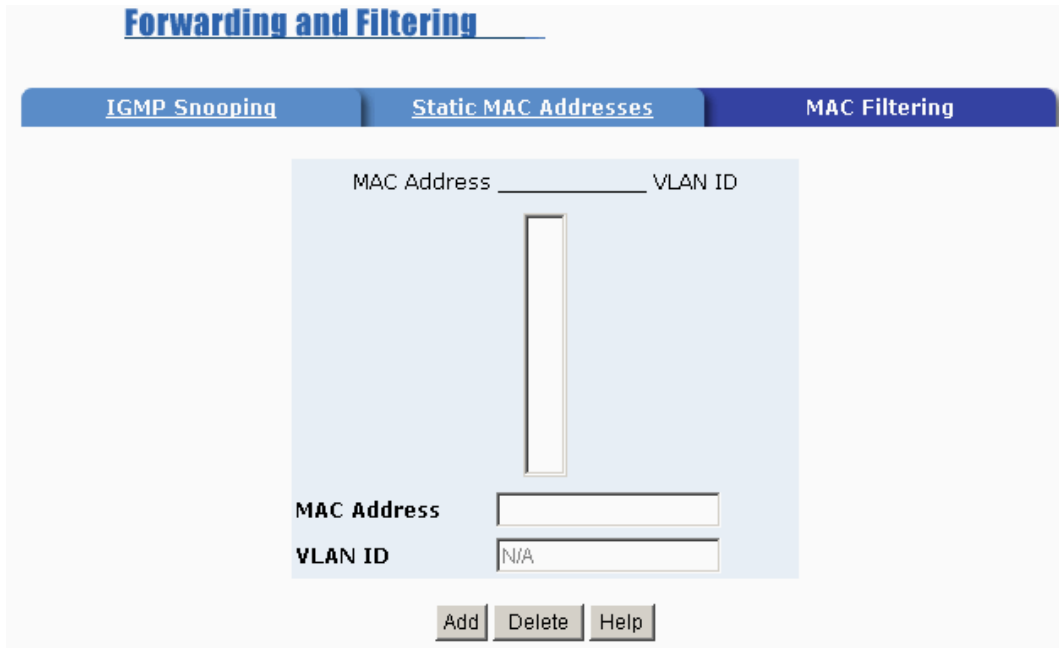 Forwarding and Filtering
IGMP Snooping Static MAC Addresses MAC Filtering
MAC Address _____________ VLAN ID
MAC Address
VLAN ID N/A
Add Delete Help